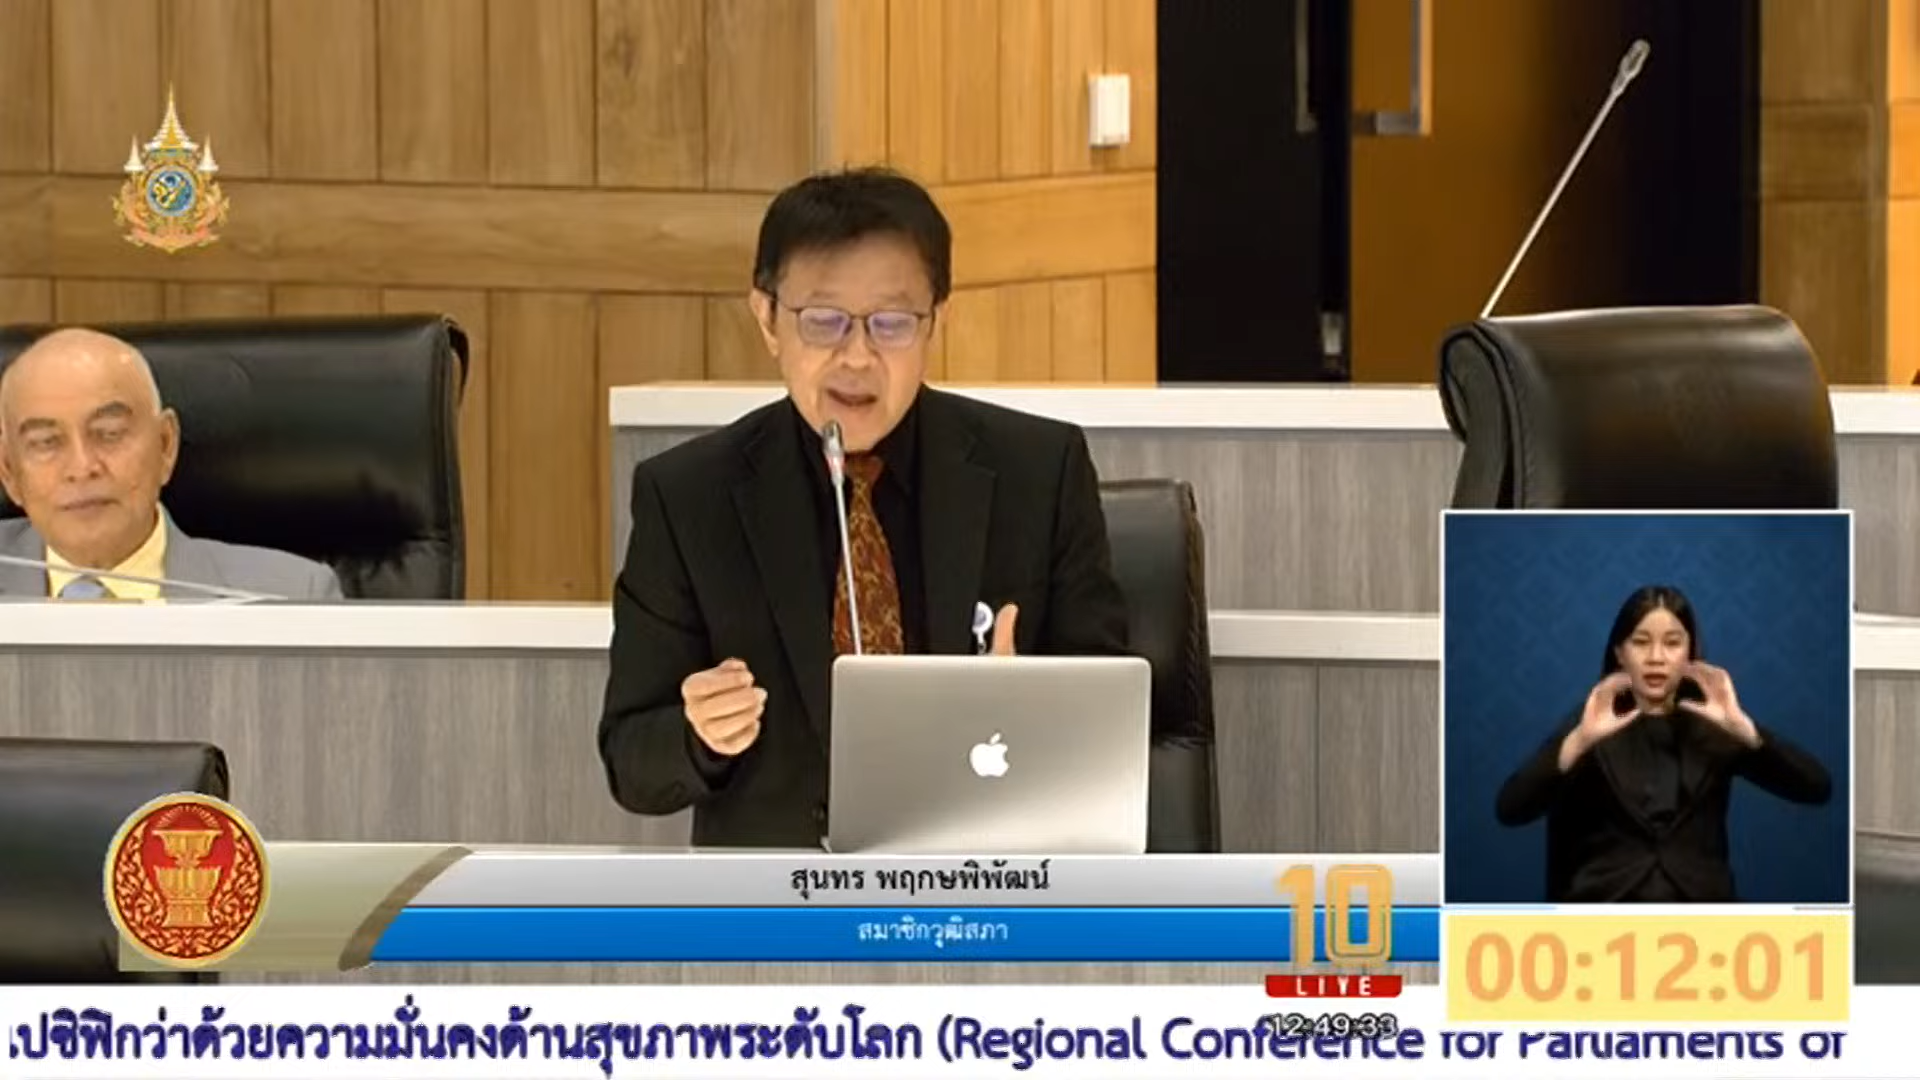 สุนทร พฤกษพิพัฒน์
สมาชิกวุฒิสภา
10
LIVE
00:12:01
12:49:33
เปซิฟิกว่าด้วยความมั่นคงด้านสุขภาพระดับโลก (Regional Conference for Parliaments of